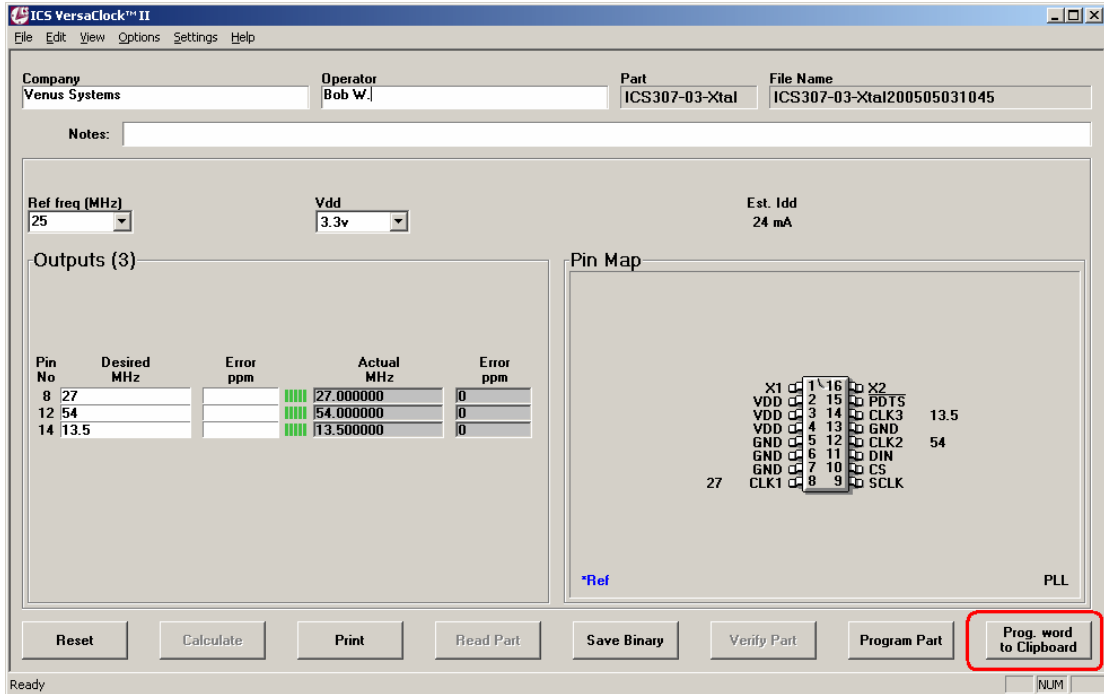 ICS VersaClock™ II
File Edit View Options Settings Help
Company Operator Part File Name
Venus Systems Bob W. ICS307-03-Xtal ICS307-03-Xtal200505031045
Notes:
Ref freq (MHz) Vdd Est. Idd
25 3.3v 24 mA
Outputs (3) Pin Map
Pin No Desired MHz Error ppm Actual MHz Error ppm
8 27 27.000000 0
12 54 54.000000 0
14 13.5 13.500000 0
X1 1 16 X2
VDD 2 15 PDTS
VDD 3 14 CLK3 13.5
VDD 4 13 GND
GND 5 12 CLK2 54
GND 6 11 DIN
GND 7 10 CS
27 CLK1 8 9 SCLK
*Ref PLL
Reset Calculate Print Read Part Save Binary Verify Part Program Part Prog. word to Clipboard
Ready NUM